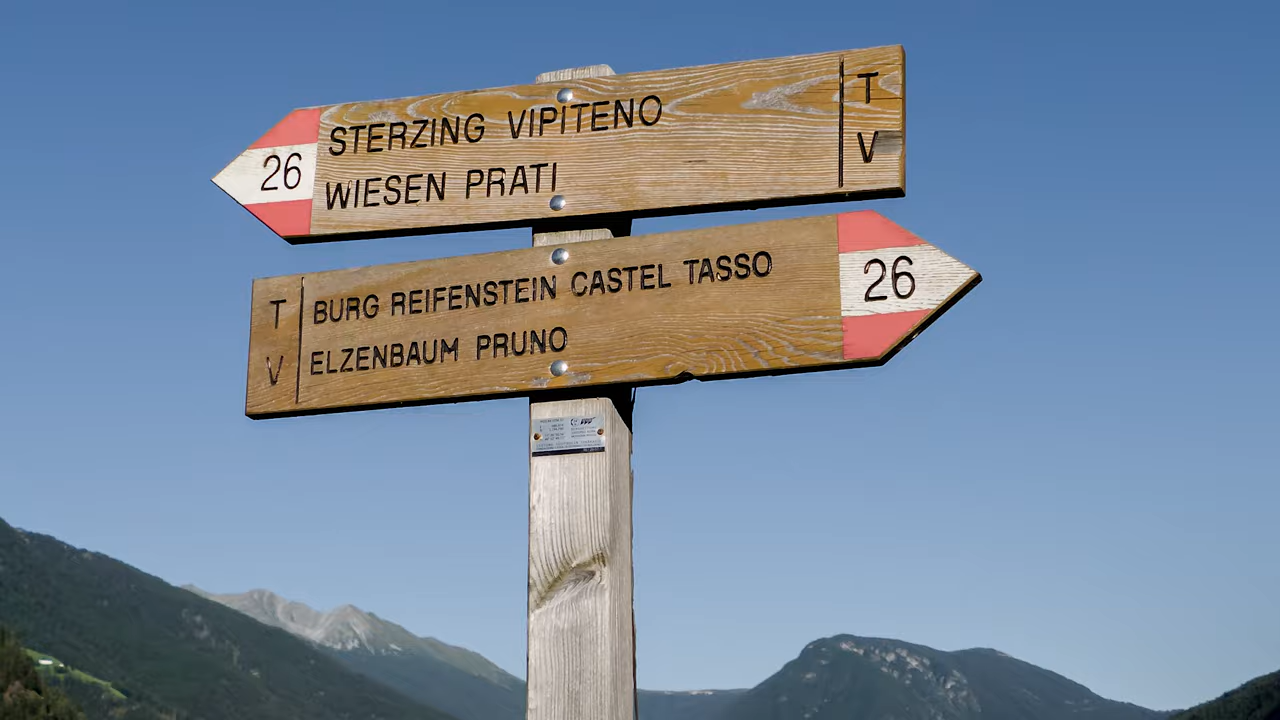 STERZING VIPITENO T
26
WIESEN PRATI V
T BURG REIFENSTEIN CASTEL TASSO
26
V ELZENBAUM PRUNO